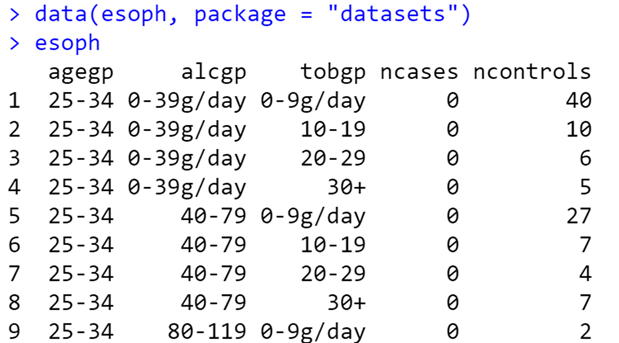 > data(esoph, package = "datasets")
> esoph
   agegp     alcgp    tobgp ncases ncontrols
1  25-34 0-39g/day 0-9g/day      0        40
2  25-34 0-39g/day    10-19      0        10
3  25-34 0-39g/day    20-29      0         6
4  25-34 0-39g/day      30+      0         5
5  25-34     40-79 0-9g/day      0        27
6  25-34     40-79    10-19      0         7
7  25-34     40-79    20-29      0         4
8  25-34     40-79      30+      0         7
9  25-34    80-119 0-9g/day      0         2